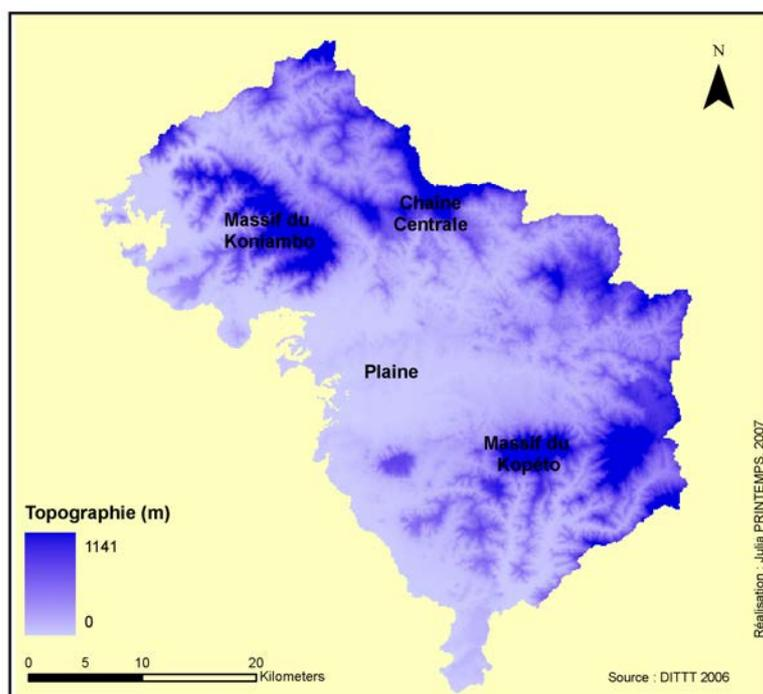 N
Chaîne
Centrale
Massif du
Koniambo
Plaine
Massif du
Kopéto
Topographie (m)
1141
0
0 5 10 20
Kilometers
Source : DITTT 2006
Réalisation : Julia PRINTEMPS, 2007